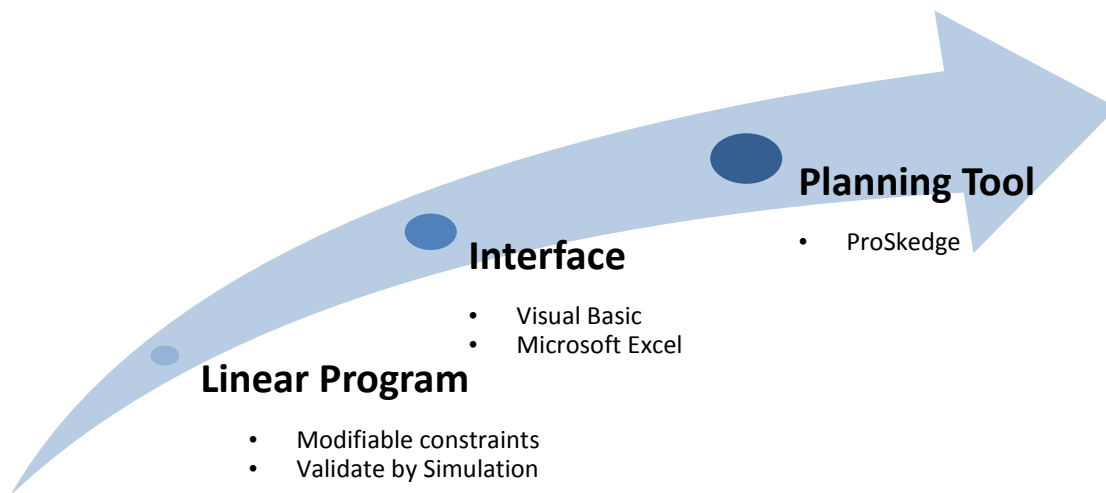 Planning Tool
• ProSkedge
Interface
• Visual Basic
• Microsoft Excel
Linear Program
• Modifiable constraints
• Validate by Simulation